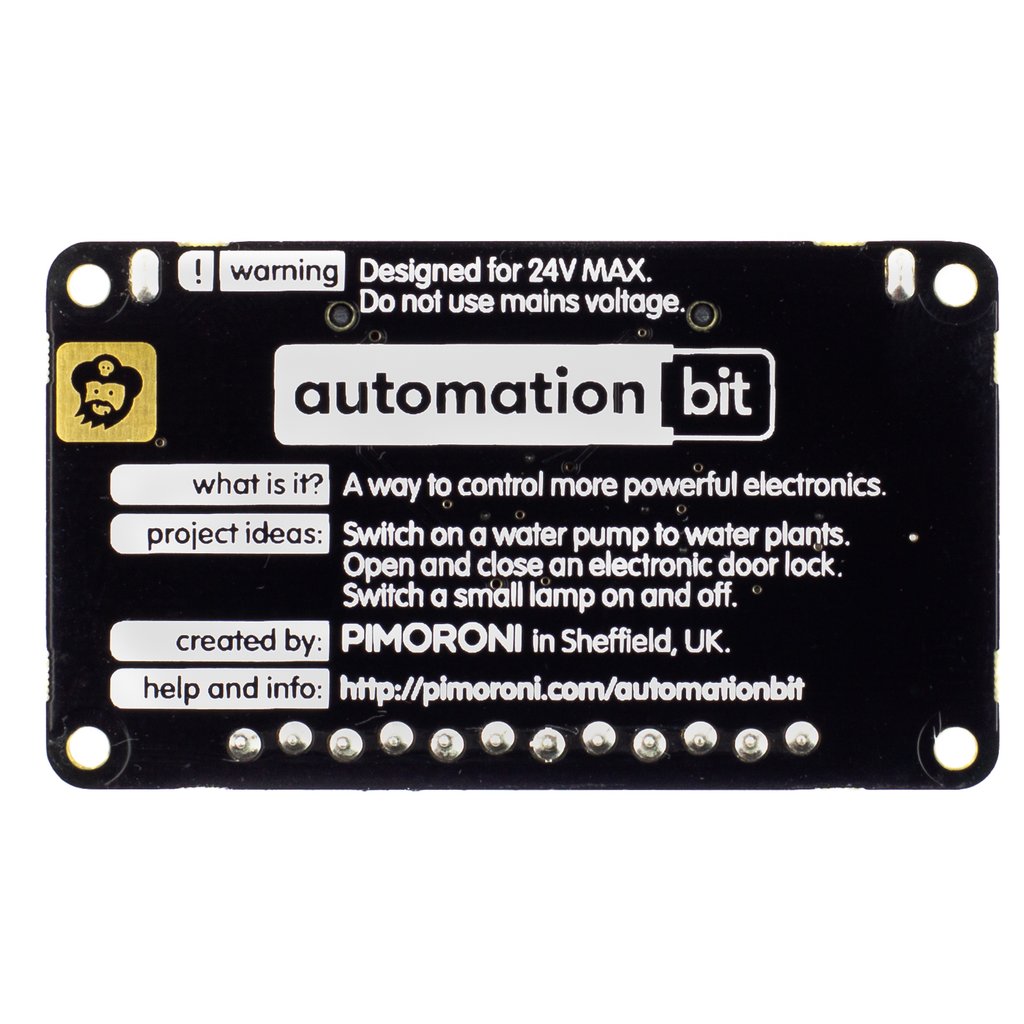 ! warning Designed for 24V MAX.
Do not use mains voltage.
automation bit
what is it? A way to control more powerful electronics.
project ideas: Switch on a water pump to water plants.
Open and close an electronic door lock.
Switch a small lamp on and off.
created by: PIMORONI in Sheffield, UK.
help and info: http://pimoroni.com/automationbit